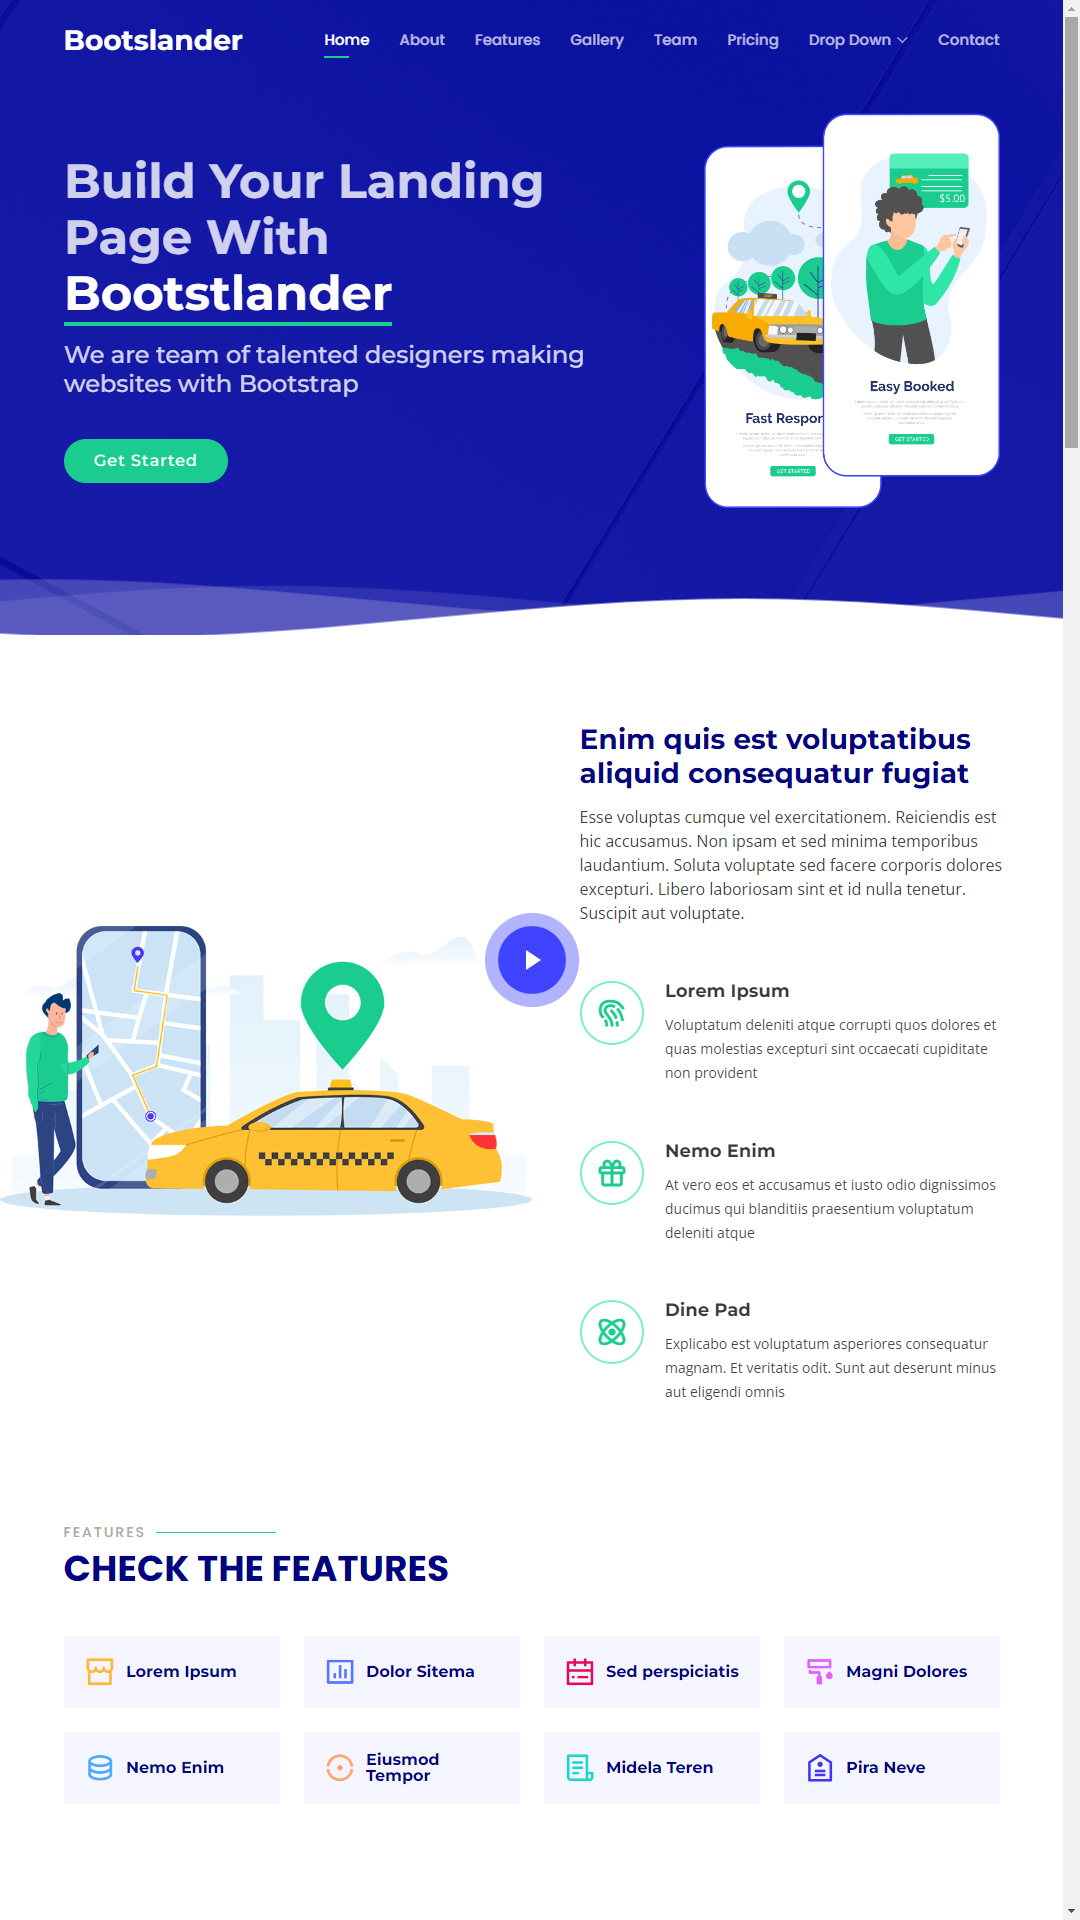 Bootslander
Home About Features Gallery Team Pricing Drop Down Contact
Build Your Landing
Page With
Bootstlander
We are team of talented designers making
websites with Bootstrap
Get Started
$5.00
Easy Booked
GET STARTED
Fast Respon
GET STARTED
Enim quis est voluptatibus
aliquid consequatur fugiat
Esse voluptas cumque vel exercitationem. Reiciendis est
hic accusamus. Non ipsam et sed minima temporibus
laudantium. Soluta voluptate sed facere corporis dolores
excepturi. Libero laboriosam sint et id nulla tenetur.
Suscipit aut voluptate.
Lorem Ipsum
Voluptatum deleniti atque corrupti quos dolores et
quas molestias excepturi sint occaecati cupiditate
non provident
Nemo Enim
At vero eos et accusamus et iusto odio dignissimos
ducimus qui blanditiis praesentium voluptatum
deleniti atque
Dine Pad
Explicabo est voluptatum asperiores consequatur
magnam. Et veritatis odit. Sunt aut deserunt minus
aut eligendi omnis
FEATURES
CHECK THE FEATURES
Lorem Ipsum
Dolor Sitema
Sed perspiciatis
Magni Dolores
Nemo Enim
Eiusmod
Tempor
Midela Teren
Pira Neve